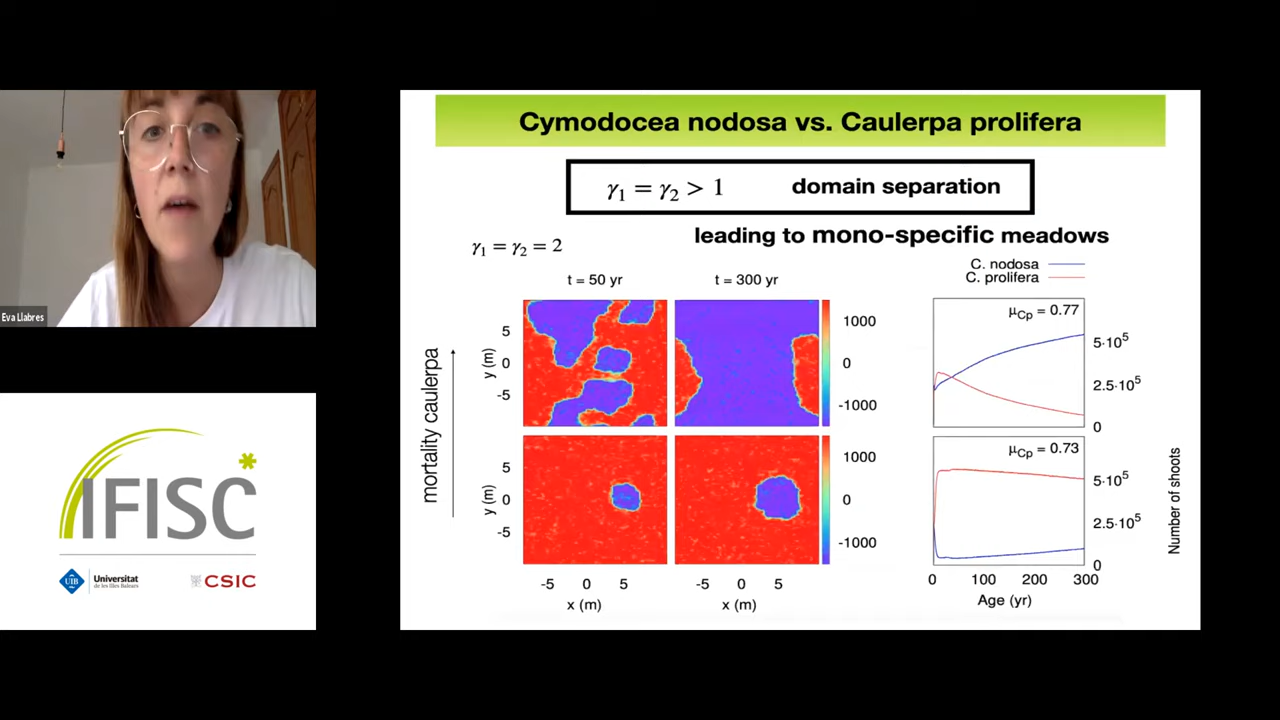 Eva Llabres
IFISC
UIB
Universitat
de les Illes Balears
CSIC
Cymodocea nodosa vs. Caulerpa prolifera
γ₁ = γ₂ > 1 domain separation
leading to mono-specific meadows
γ₁ = γ₂ = 2
t = 50 yr
t = 300 yr
mortality caulerpa
y (m)
5
0
-5
1000
0
-1000
y (m)
5
0
-5
1000
0
-1000
-5 0 5
x (m)
-5 0 5
x (m)
C. nodosa
C. prolifera
μCp = 0.77
5·10⁵
2.5·10⁵
0
μCp = 0.73
5·10⁵
2.5·10⁵
0
Number of shoots
0 100 200 300
Age (yr)